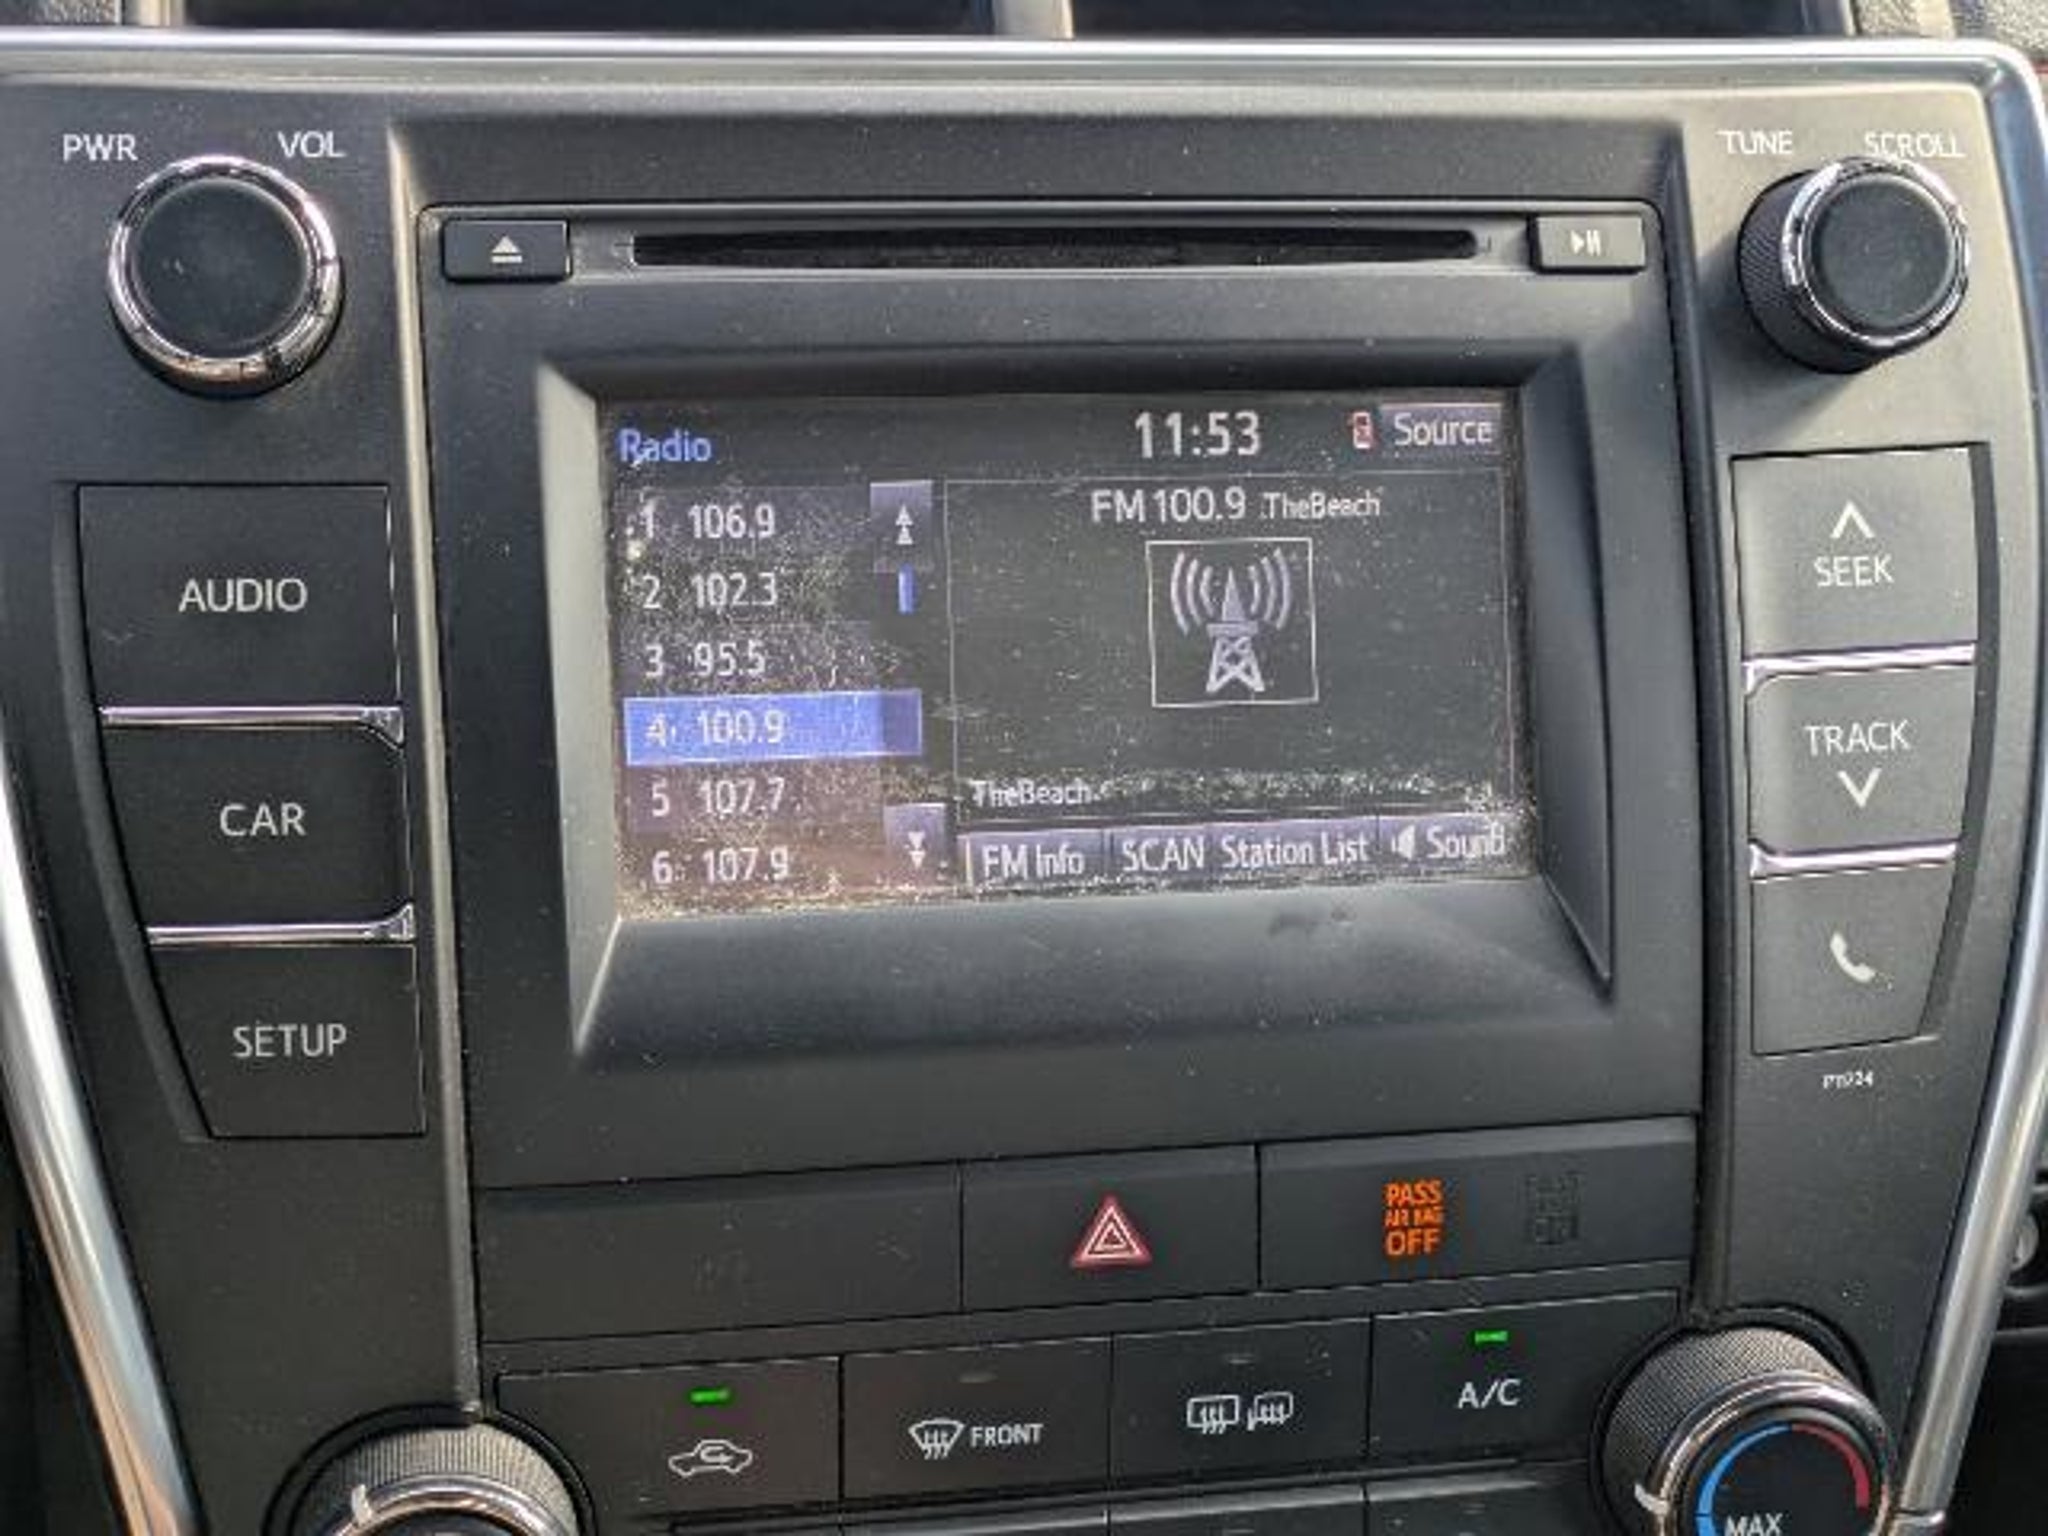 PWR VOL
TUNE SCROLL
Radio
11:53
Source
1 106.9
2 102.3
3 95.5
4 100.9
5 107.7
6 107.9
FM 100.9 TheBeach
TheBeach
FM Info SCAN Station List Sound
AUDIO
CAR
SETUP
SEEK
TRACK
PASS
AIR BAG
OFF
FRONT
A/C
MAX